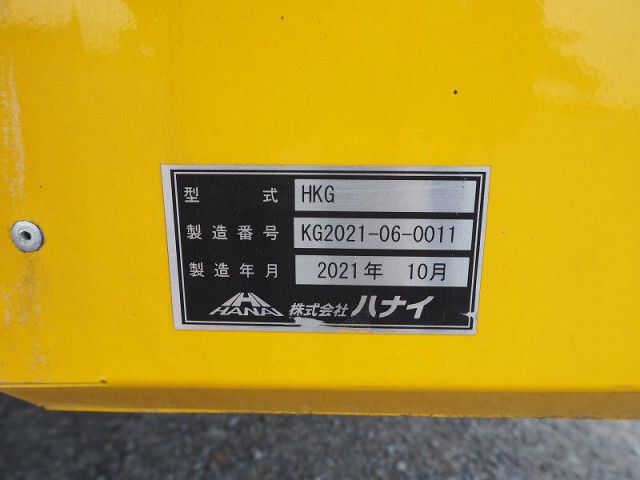 型式 HKG
製造番号 KG2021-06-0011
製造年月 2021年 10月
HANAI 株式会社ハナイ